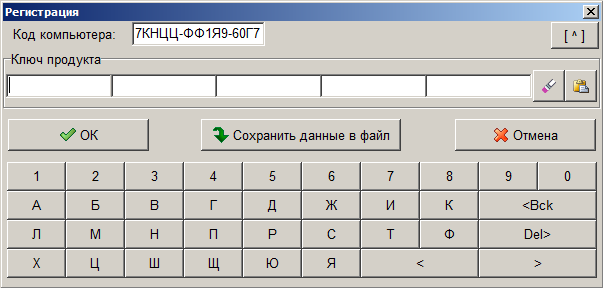 Регистрация
Код компьютера: 7КНЦЦ-ФФ1Я9-60Г7
[ ^ ]
Ключ продукта
OK Сохранить данные в файл Отмена
1 2 3 4 5 6 7 8 9 0
А Б В Г Д Ж И К <Bck
Л М Н П Р С Т Ф Del>
Х Ц Ш Щ Ю Я < >